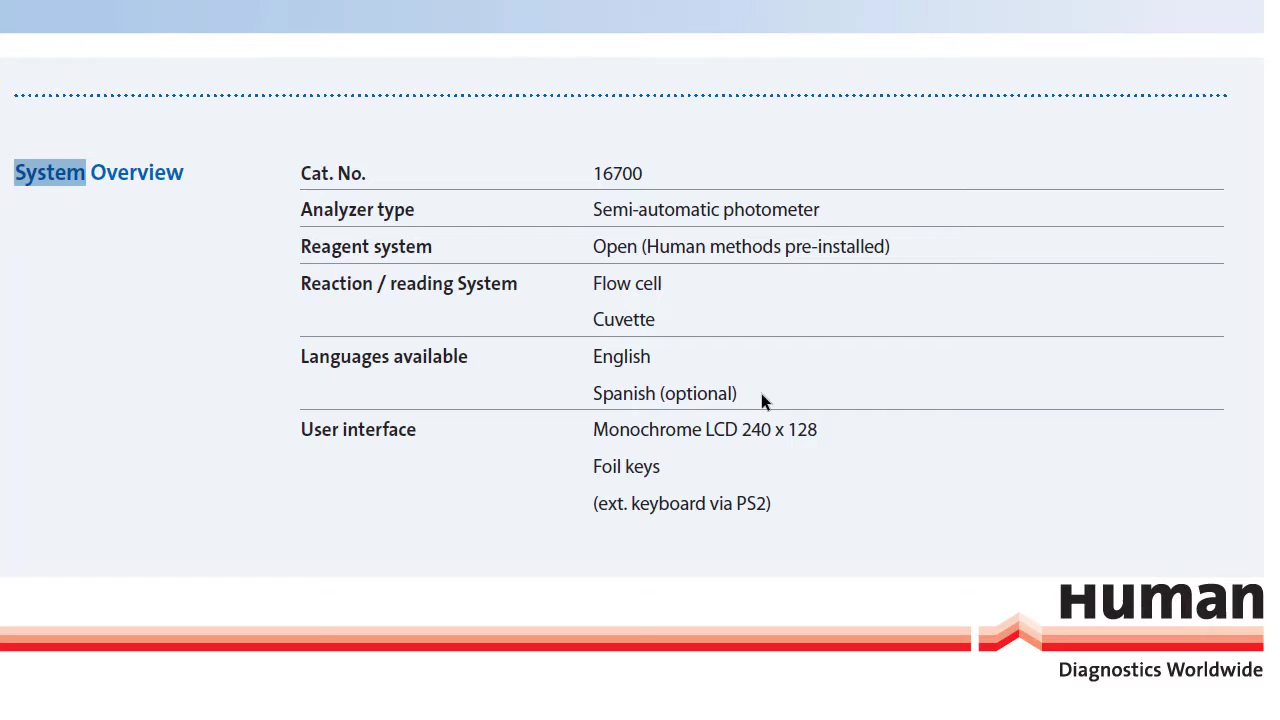 System Overview
Cat. No. 16700
Analyzer type Semi-automatic photometer
Reagent system Open (Human methods pre-installed)
Reaction / reading System Flow cell
Cuvette
Languages available English
Spanish (optional)
User interface Monochrome LCD 240 x 128
Foil keys
(ext. keyboard via PS2)
Human
Diagnostics Worldwide